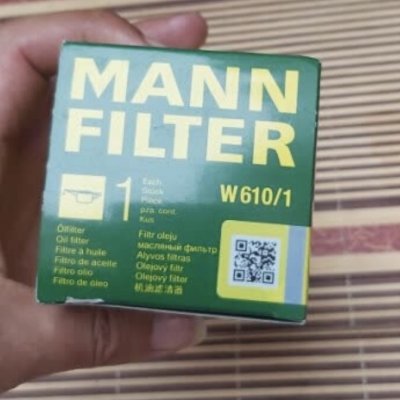 MANN
FILTER
1
Each
Stück
Pièce
pza. cont.
Kus
W610/1
Ölfilter
Oil filter
Filtre à huile
Filtro de aceite
Filtro olio
Filtro de óleo
Filtr oleju
масляный фильтр
Alyvos filtras
Olejový filtr
Olejový filter
机油滤清器